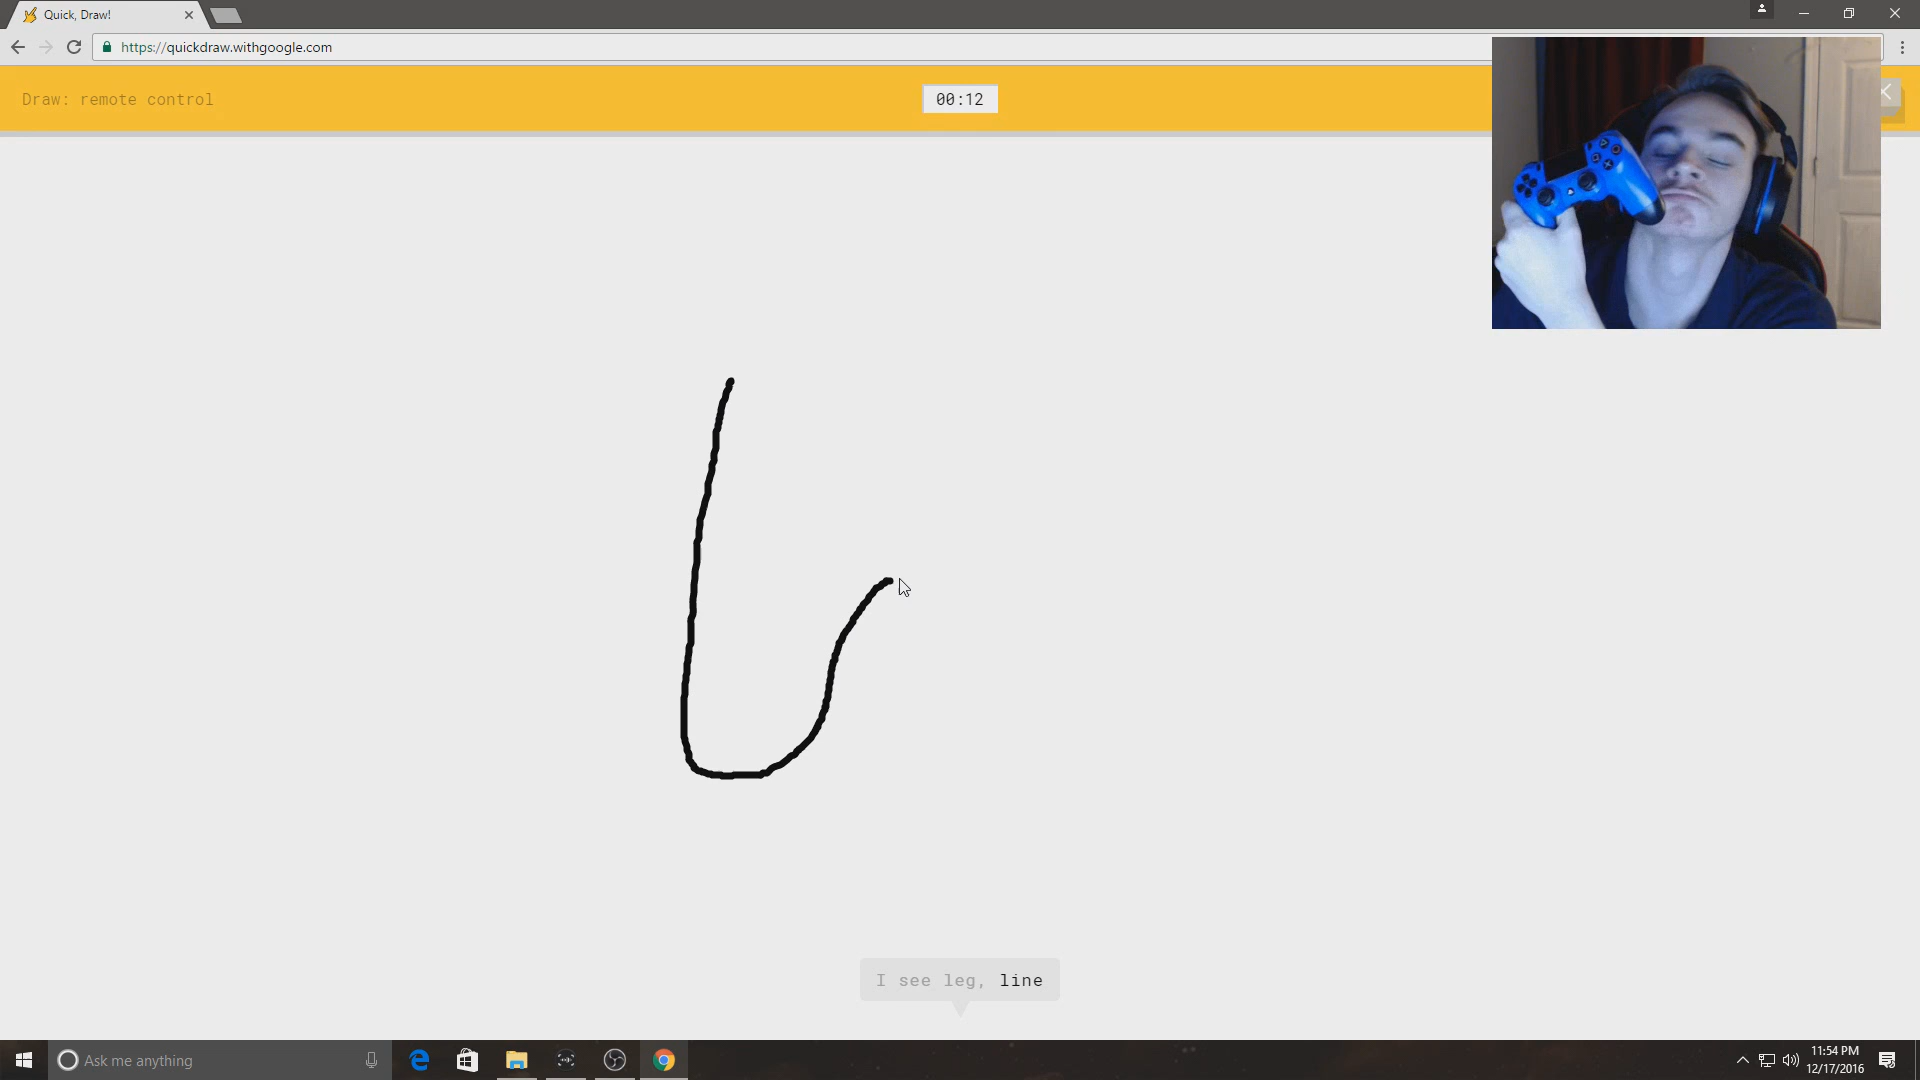 Quick, Draw!
https://quickdraw.withgoogle.com
Draw: remote control
00:12
I see leg, line
Ask me anything
11:54 PM
12/17/2016